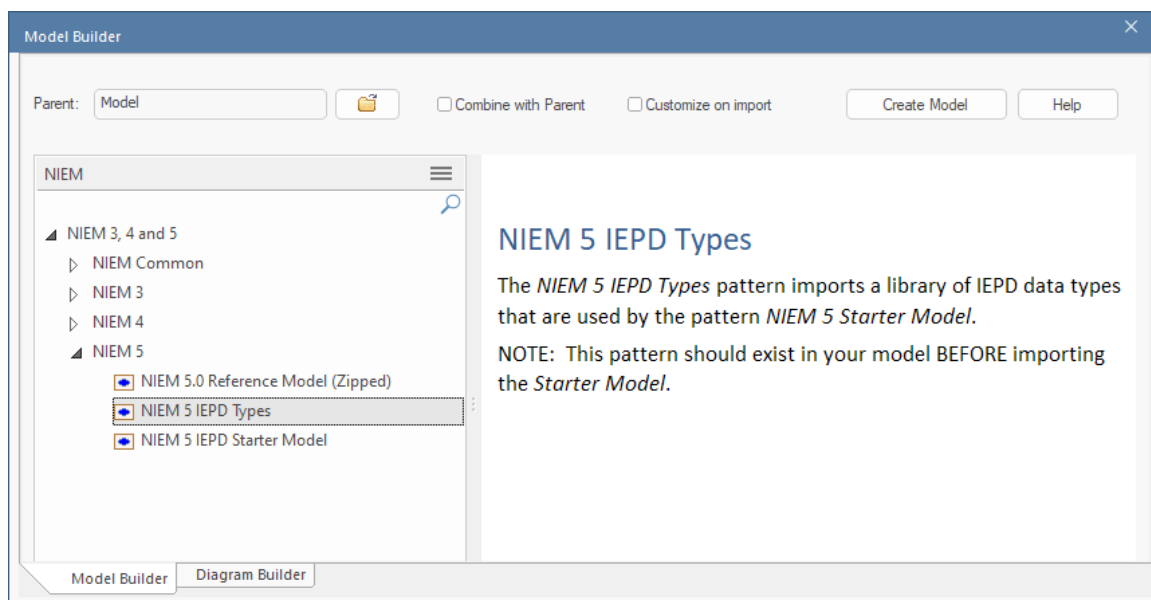 Model Builder
Parent: Model Combine with Parent Customize on import Create Model Help
NIEM
NIEM 3, 4 and 5
NIEM Common
NIEM 3
NIEM 4
NIEM 5
NIEM 5.0 Reference Model (Zipped)
NIEM 5 IEPD Types
NIEM 5 IEPD Starter Model
NIEM 5 IEPD Types
The NIEM 5 IEPD Types pattern imports a library of IEPD data types
that are used by the pattern NIEM 5 Starter Model.
NOTE: This pattern should exist in your model BEFORE importing
the Starter Model.
Model Builder Diagram Builder